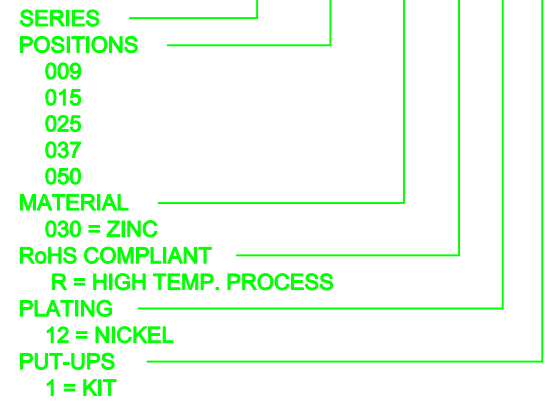 SERIES
POSITIONS
009
015
025
037
050
MATERIAL
030 = ZINC
RoHS COMPLIANT
R = HIGH TEMP. PROCESS
PLATING
12 = NICKEL
PUT-UPS
1 = KIT